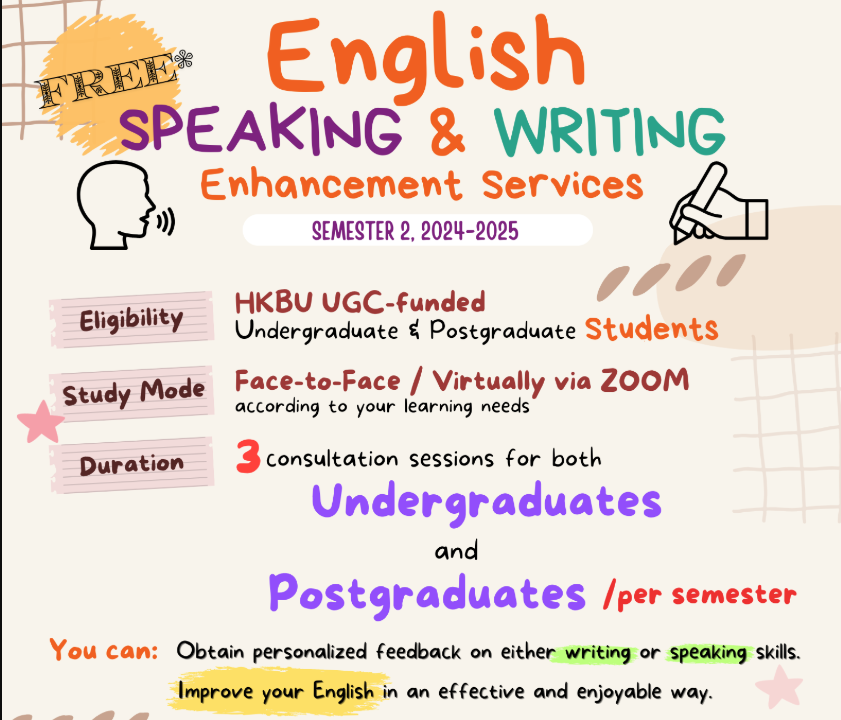 FREE*
English
SPEAKING & WRITING
Enhancement Services
SEMESTER 2, 2024-2025
Eligibility
HKBU UGC-funded
Undergraduate & Postgraduate Students
Study Mode
Face-to-Face / Virtually via ZOOM
according to your learning needs
Duration
3 consultation sessions for both
Undergraduates
and
Postgraduates /per semester
You can: Obtain personalized feedback on either writing or speaking skills.
Improve your English in an effective and enjoyable way.